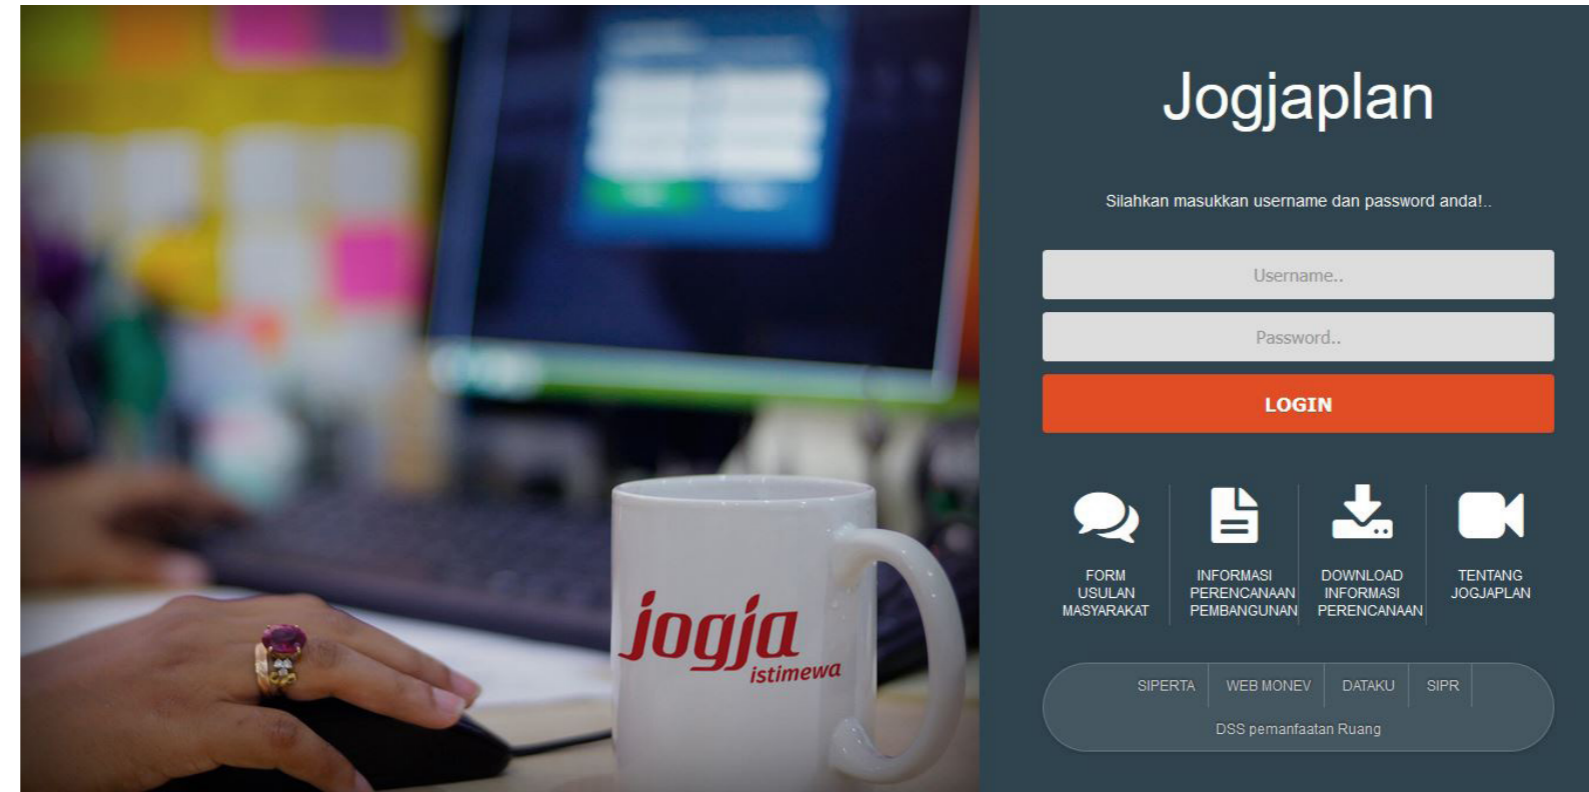 Jogjaplan
Silahkan masukkan username dan password anda!..
Username..
Password..
LOGIN
FORM
USULAN
MASYARAKAT
INFORMASI
PERENCANAAN
PEMBANGUNAN
DOWNLOAD
INFORMASI
PERENCANAAN
TENTANG
JOGJAPLAN
SIPERTA WEB MONEV DATAKU SIPR
DSS pemanfaatan Ruang
jogja
istimewa